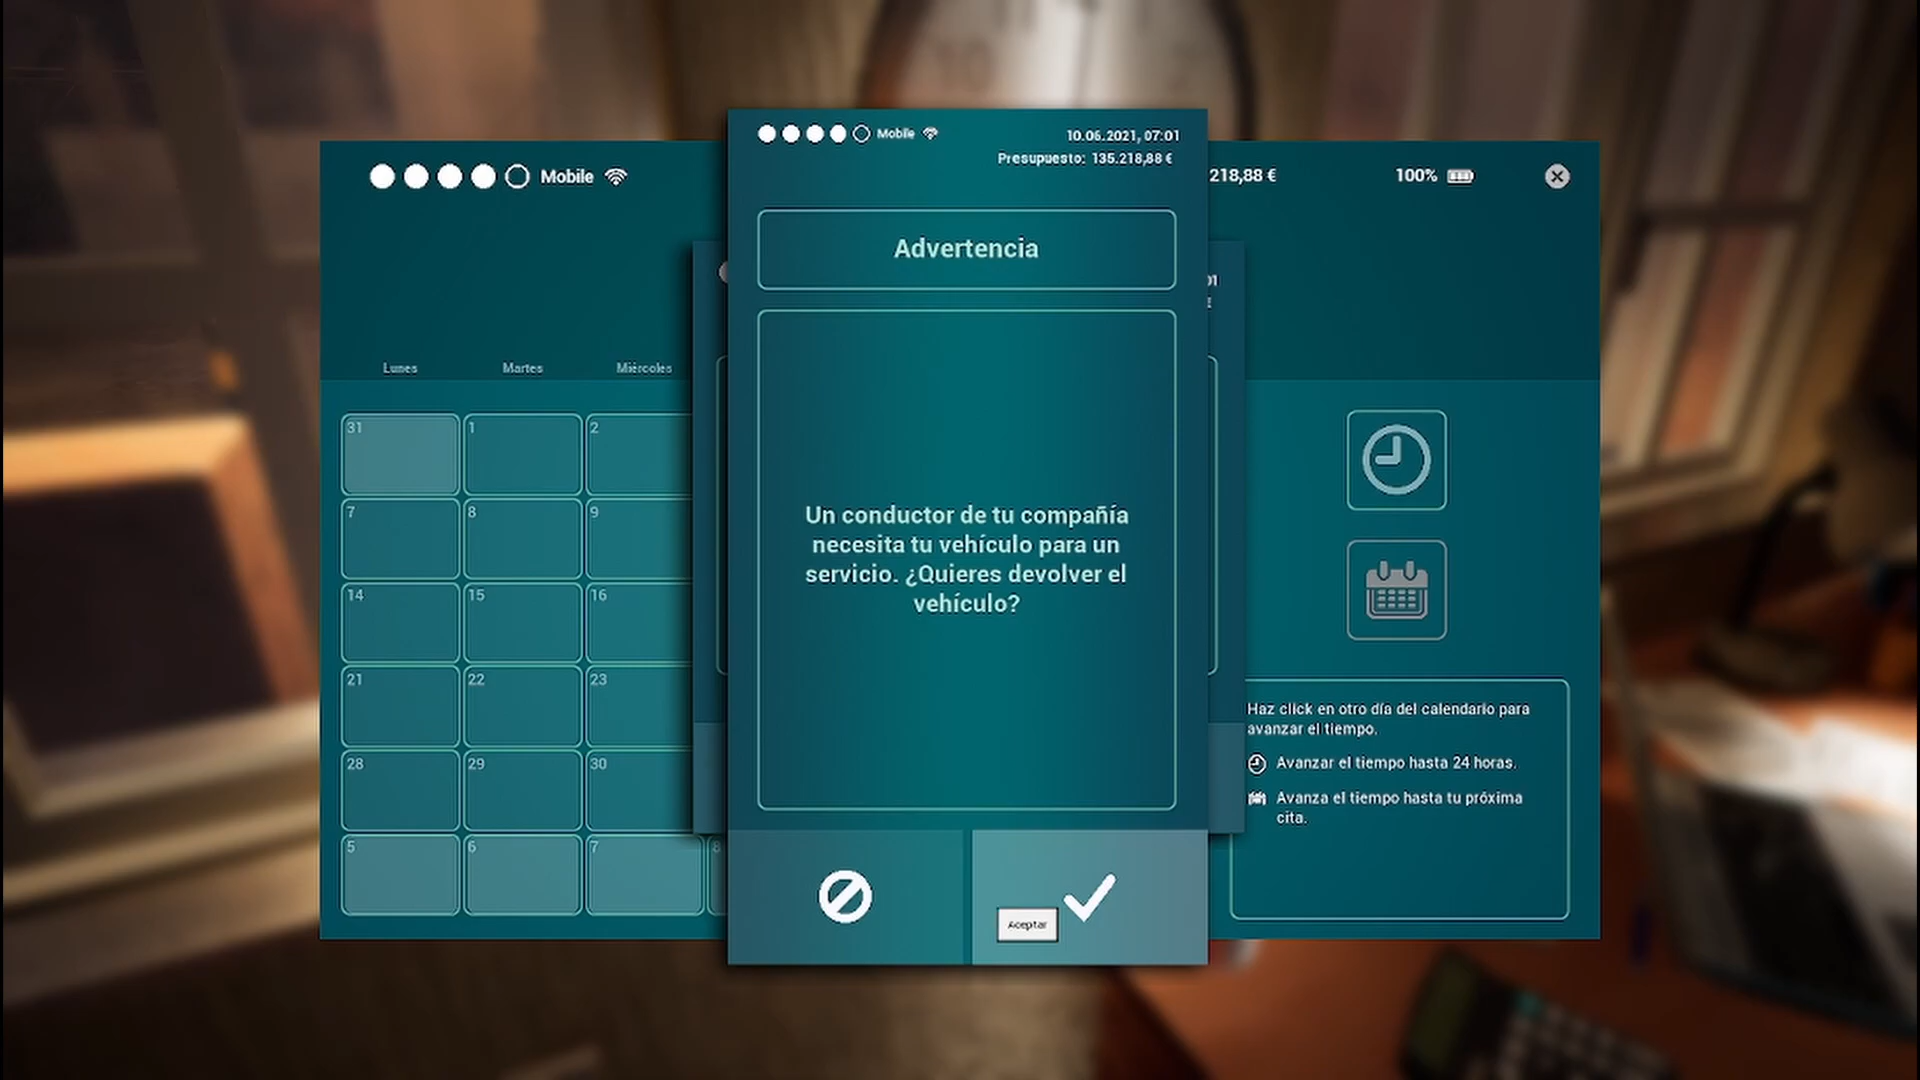 Mobile
10.06.2021, 07:01
Presupuesto: 135.218,88 €
Mobile
218,88 €
100%
Advertencia
Lunes
Martes
Miércoles
31
1
2
7
8
9
14
15
16
21
22
23
28
29
30
5
6
7
8
Un conductor de tu compañía
necesita tu vehículo para un
servicio. ¿Quieres devolver el
vehículo?
Haz click en otro día del calendario para
avanzar el tiempo.
Avanzar el tiempo hasta 24 horas.
Avanza el tiempo hasta tu próxima
cita.
Aceptar